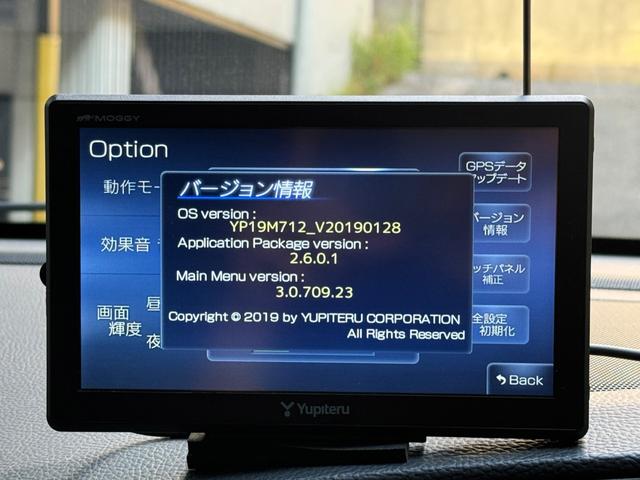 MOGGY
Option
GPSデータ
アップデート
動作モー
バージョン情報
OS version :
YP19M712_V20190128
バージョン
情報
効果音
Application Package version :
2.6.0.1
Main Menu version :
3.0.709.23
ッチパネル
補正
画面
輝度
昼
夜
Copyright © 2019 by YUPITERU CORPORATION
All Rights Reserved
全設定
初期化
Back
Yupiteru